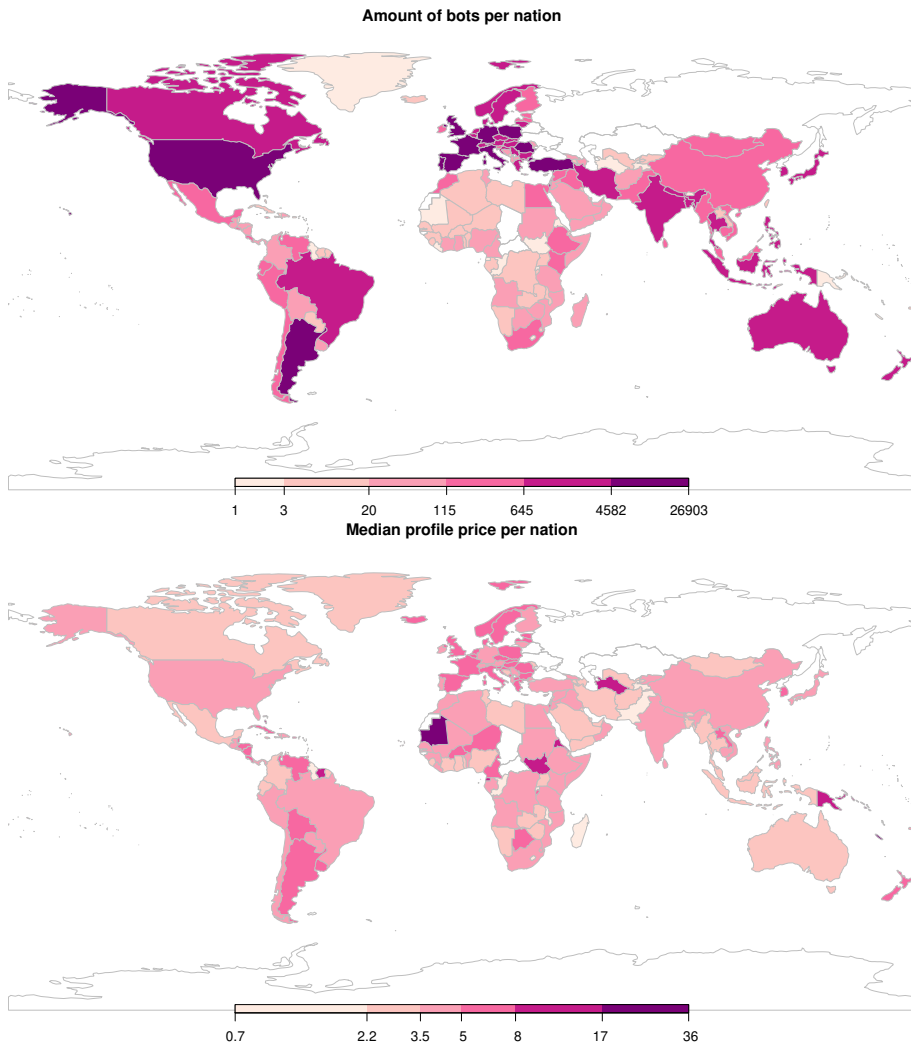 Amount of bots per nation
1 3 20 115 645 4582 26903
Median profile price per nation
0.7 2.2 3.5 5 8 17 36